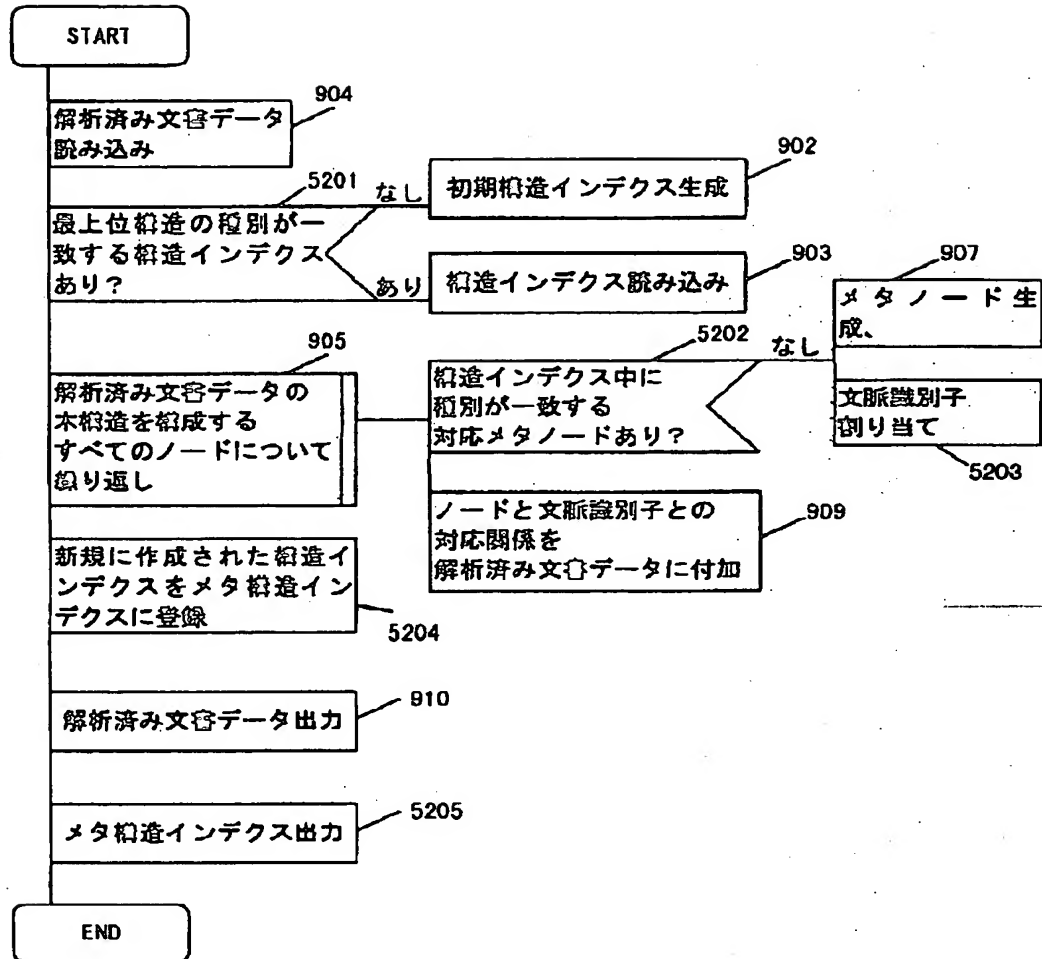 START
904
解析済み文書データ
読み込み
5201
なし
902
初期構造インデクス生成
最上位構造の種別が一
致する構造インデクス
あり？
あり
903
構造インデクス読み込み
907
メタノード生
成、
905
解析済み文書データの
木構造を構成する
すべてのノードについて
繰り返し
5202
なし
構造インデクス中に
種別が一致する
対応メタノードあり？
文脈識別子
割り当て
5203
ノードと文脈識別子との
対応関係を
解析済み文書データに付加
909
新規に作成された構造イ
ンデクスをメタ構造イン
デクスに登録
5204
解析済み文書データ出力
910
メタ構造インデクス出力
5205
END